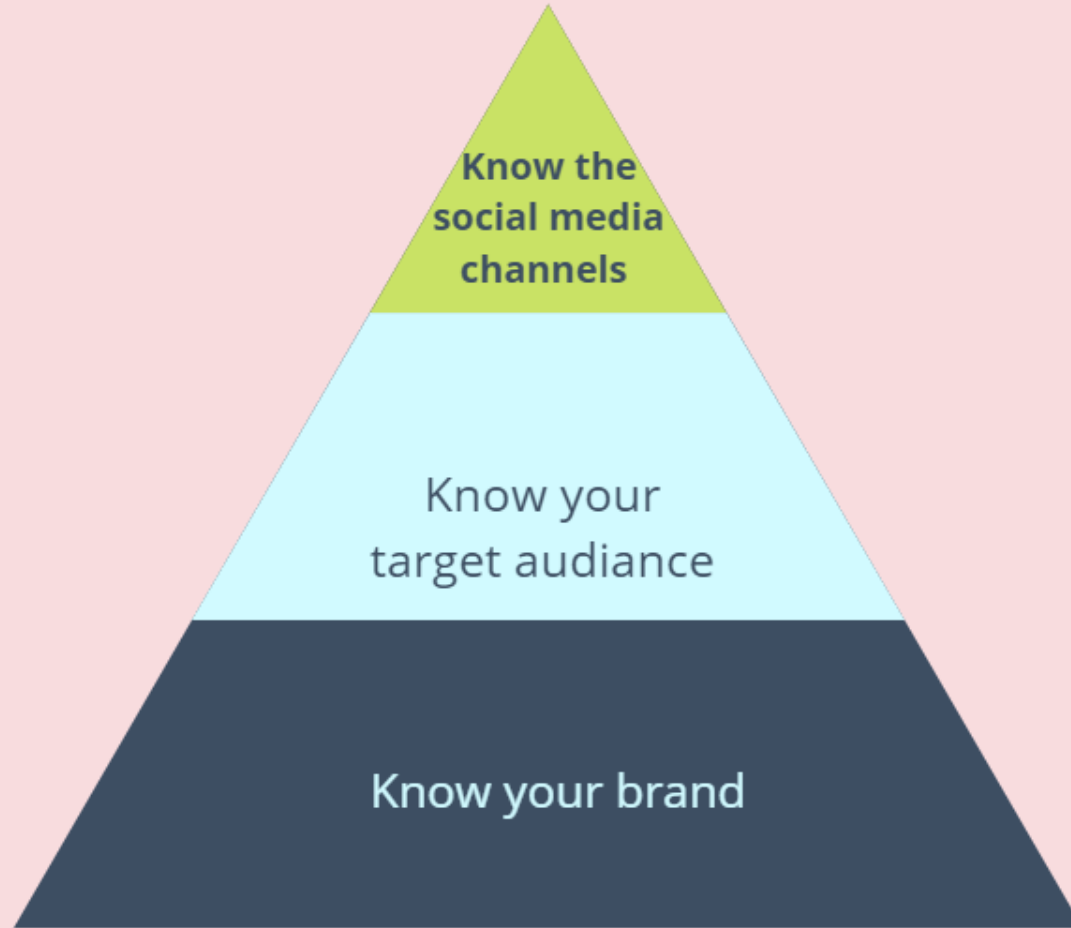 Know the
social media
channels
Know your
target audiance
Know your brand